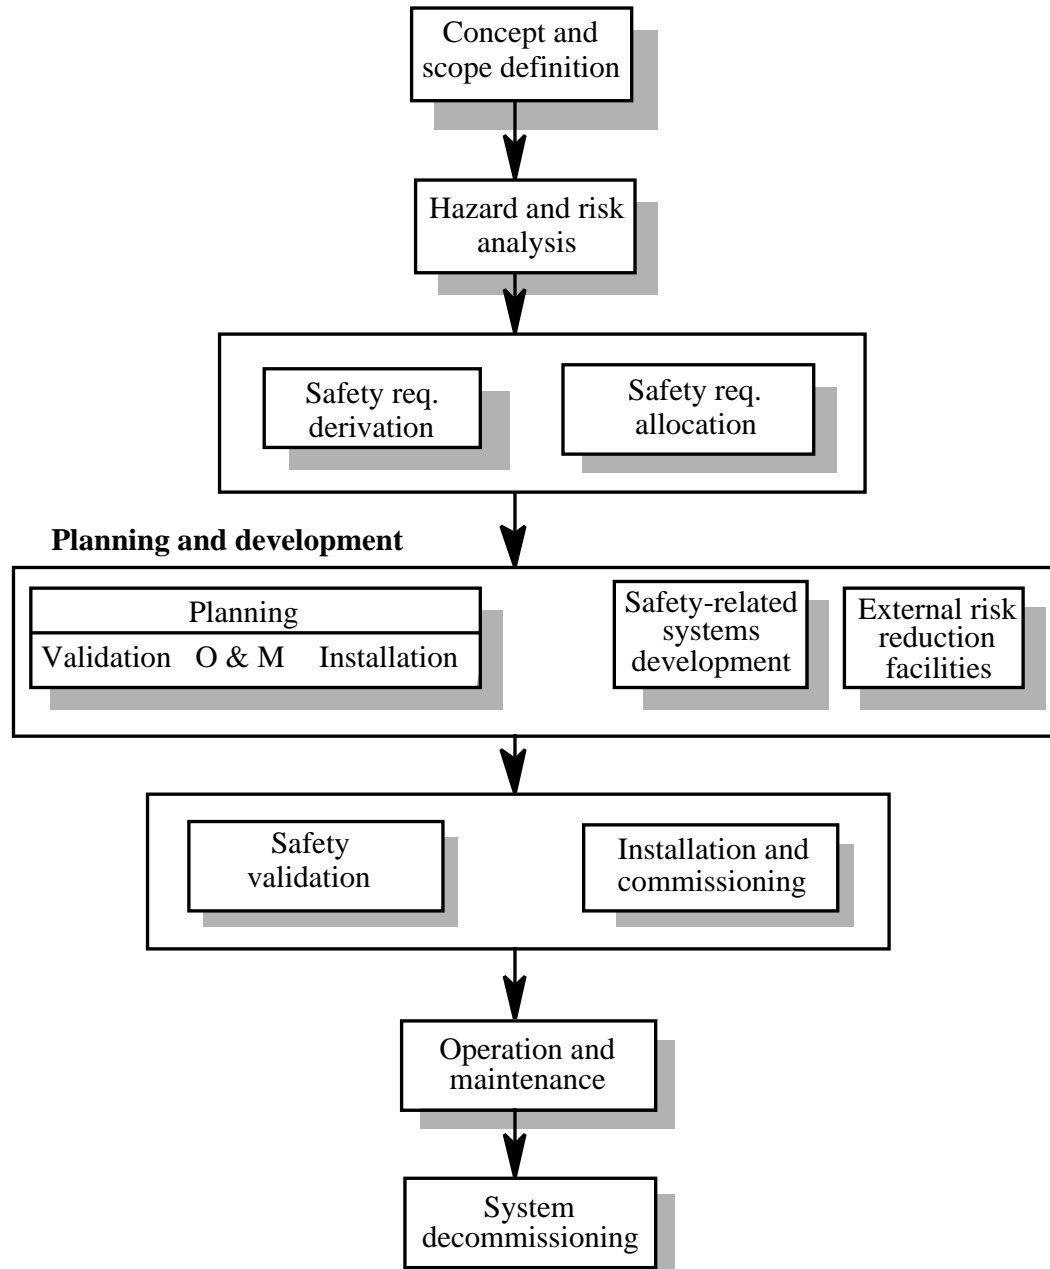 Concept and
scope definition
Hazard and risk
analysis
Safety req.
derivation
Safety req.
allocation
Planning and development
Planning
Validation O & M Installation
Safety-related
systems
development
External risk
reduction
facilities
Safety
validation
Installation and
commissioning
Operation and
maintenance
System
decommissioning